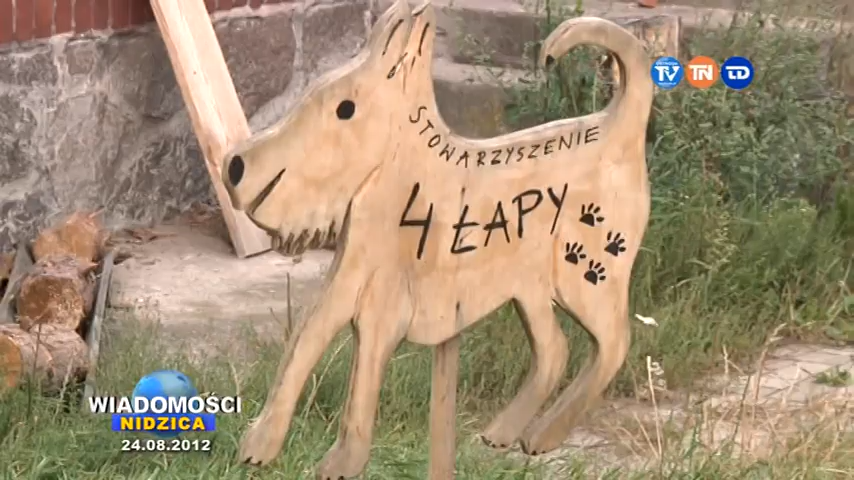 TV TN TD
STOWARZYSZENIE
4 ŁAPY
WIADOMOŚCI
NIDZICA
24.08.2012